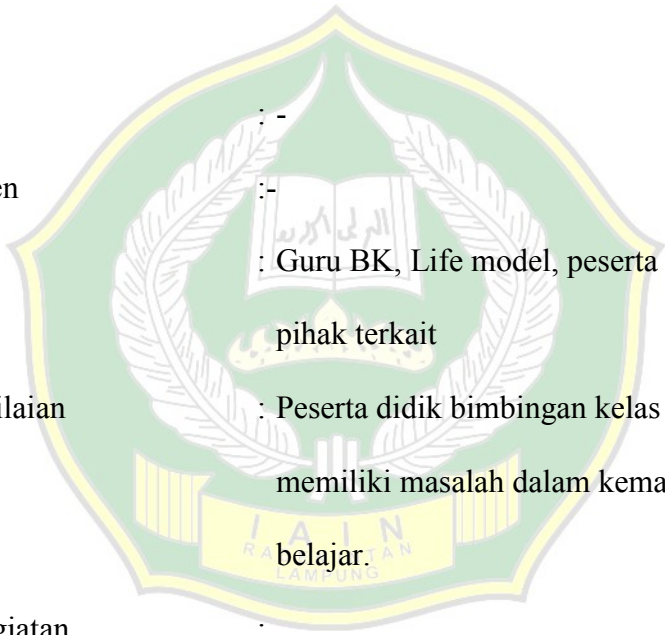 : -
en :-
: Guru BK, Life model, peserta
pihak terkait
ilaian : Peserta didik bimbingan kelas
memiliki masalah dalam kema
belajar.
giatan :
IAIN
LAMPUNG